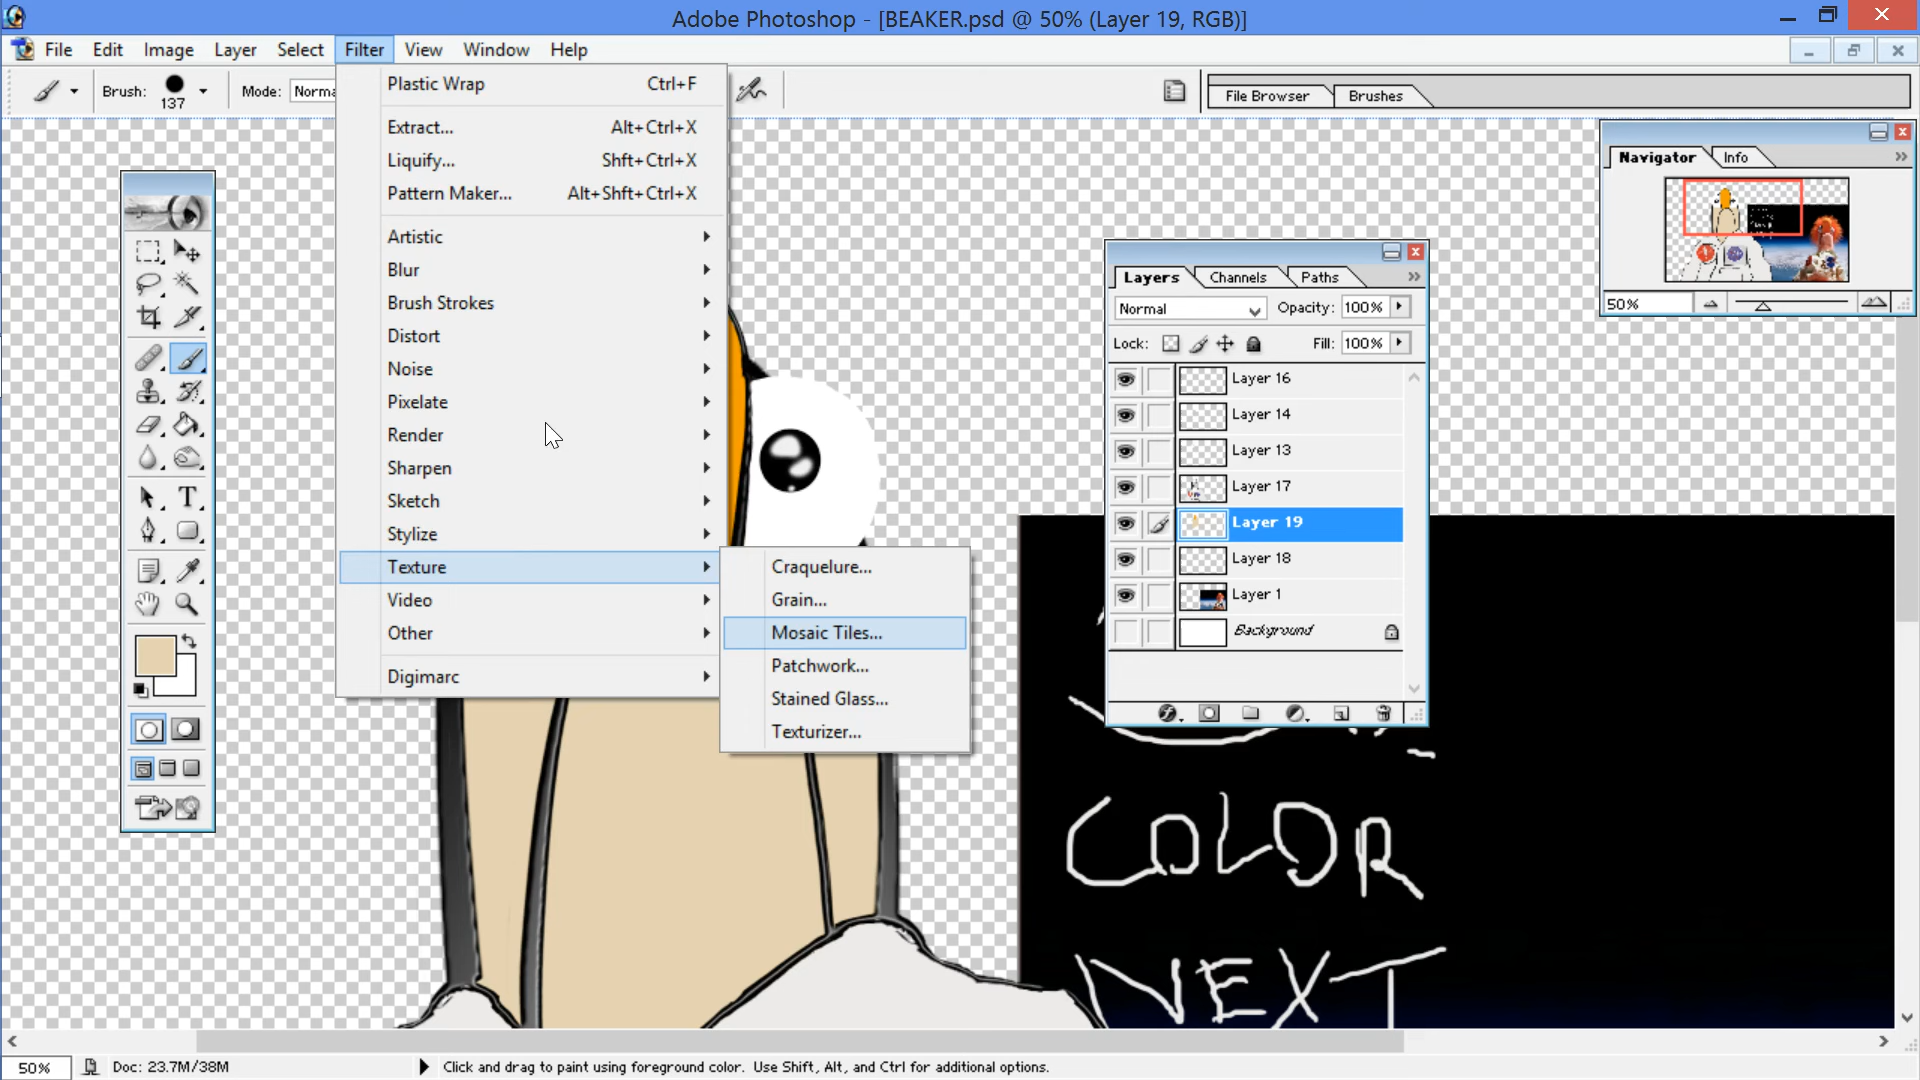 Adobe Photoshop - [BEAKER.psd @ 50% (Layer 19, RGB)]
File Edit Image Layer Select Filter View Window Help
Brush: 137 Mode: Norma
File Browser Brushes
Plastic Wrap Ctrl+F
Extract... Alt+Ctrl+X
Liquify... Shft+Ctrl+X
Pattern Maker... Alt+Shft+Ctrl+X
Artistic
Blur
Brush Strokes
Distort
Noise
Pixelate
Render
Sharpen
Sketch
Stylize
Texture
Video
Other
Digimarc
Craquelure...
Grain...
Mosaic Tiles...
Patchwork...
Stained Glass...
Texturizer...
Navigator Info
50%
Layers Channels Paths
Normal Opacity: 100%
Lock: Fill: 100%
Layer 16
Layer 14
Layer 13
Layer 17
Layer 19
Layer 18
Layer 1
Background
COLOR
NEXT
50% Doc: 23.7M/38M Click and drag to paint using foreground color. Use Shift, Alt, and Ctrl for additional options.